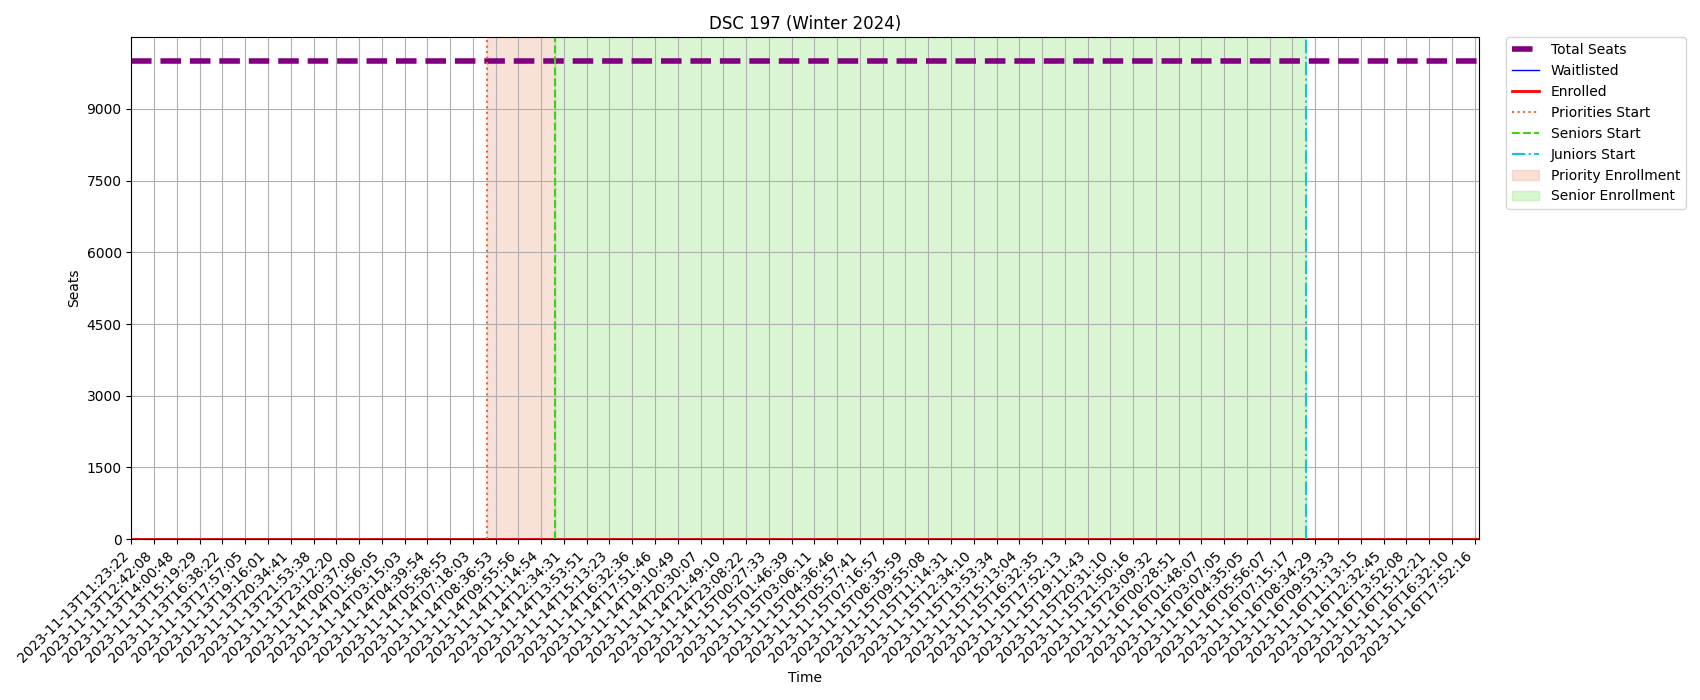 DSC 197 (Winter 2024)
Total Seats
Waitlisted
Enrolled
Priorities Start
Seniors Start
Juniors Start
Priority Enrollment
Senior Enrollment
Seats
9000
7500
6000
4500
3000
1500
0
2023-11-13T11:23:22
2023-11-13T12:42:08
2023-11-13T14:00:48
2023-11-13T15:19:29
2023-11-13T16:38:22
2023-11-13T17:57:05
2023-11-13T19:16:01
2023-11-13T20:34:41
2023-11-13T21:53:38
2023-11-13T23:12:20
2023-11-14T00:37:00
2023-11-14T01:56:05
2023-11-14T03:15:03
2023-11-14T04:39:54
2023-11-14T05:58:55
2023-11-14T07:18:03
2023-11-14T08:36:53
2023-11-14T09:55:56
2023-11-14T11:14:54
2023-11-14T12:34:31
2023-11-14T13:53:51
2023-11-14T15:13:23
2023-11-14T16:32:36
2023-11-14T17:51:46
2023-11-14T19:10:49
2023-11-14T20:30:07
2023-11-14T21:49:10
2023-11-14T23:08:22
2023-11-15T00:27:33
2023-11-15T01:46:39
2023-11-15T03:06:11
2023-11-15T04:36:46
2023-11-15T05:57:41
2023-11-15T07:16:57
2023-11-15T08:35:59
2023-11-15T09:55:08
2023-11-15T11:14:31
2023-11-15T12:34:10
2023-11-15T13:53:34
2023-11-15T15:13:04
2023-11-15T16:32:35
2023-11-15T17:52:13
2023-11-15T19:11:43
2023-11-15T20:31:10
2023-11-15T21:50:16
2023-11-15T23:09:32
2023-11-16T00:28:51
2023-11-16T01:48:07
2023-11-16T03:07:05
2023-11-16T04:35:05
2023-11-16T05:56:07
2023-11-16T07:15:17
2023-11-16T08:34:29
2023-11-16T09:53:33
2023-11-16T11:13:15
2023-11-16T12:32:45
2023-11-16T13:52:08
2023-11-16T15:12:21
2023-11-16T16:32:10
2023-11-16T17:52:16
Time